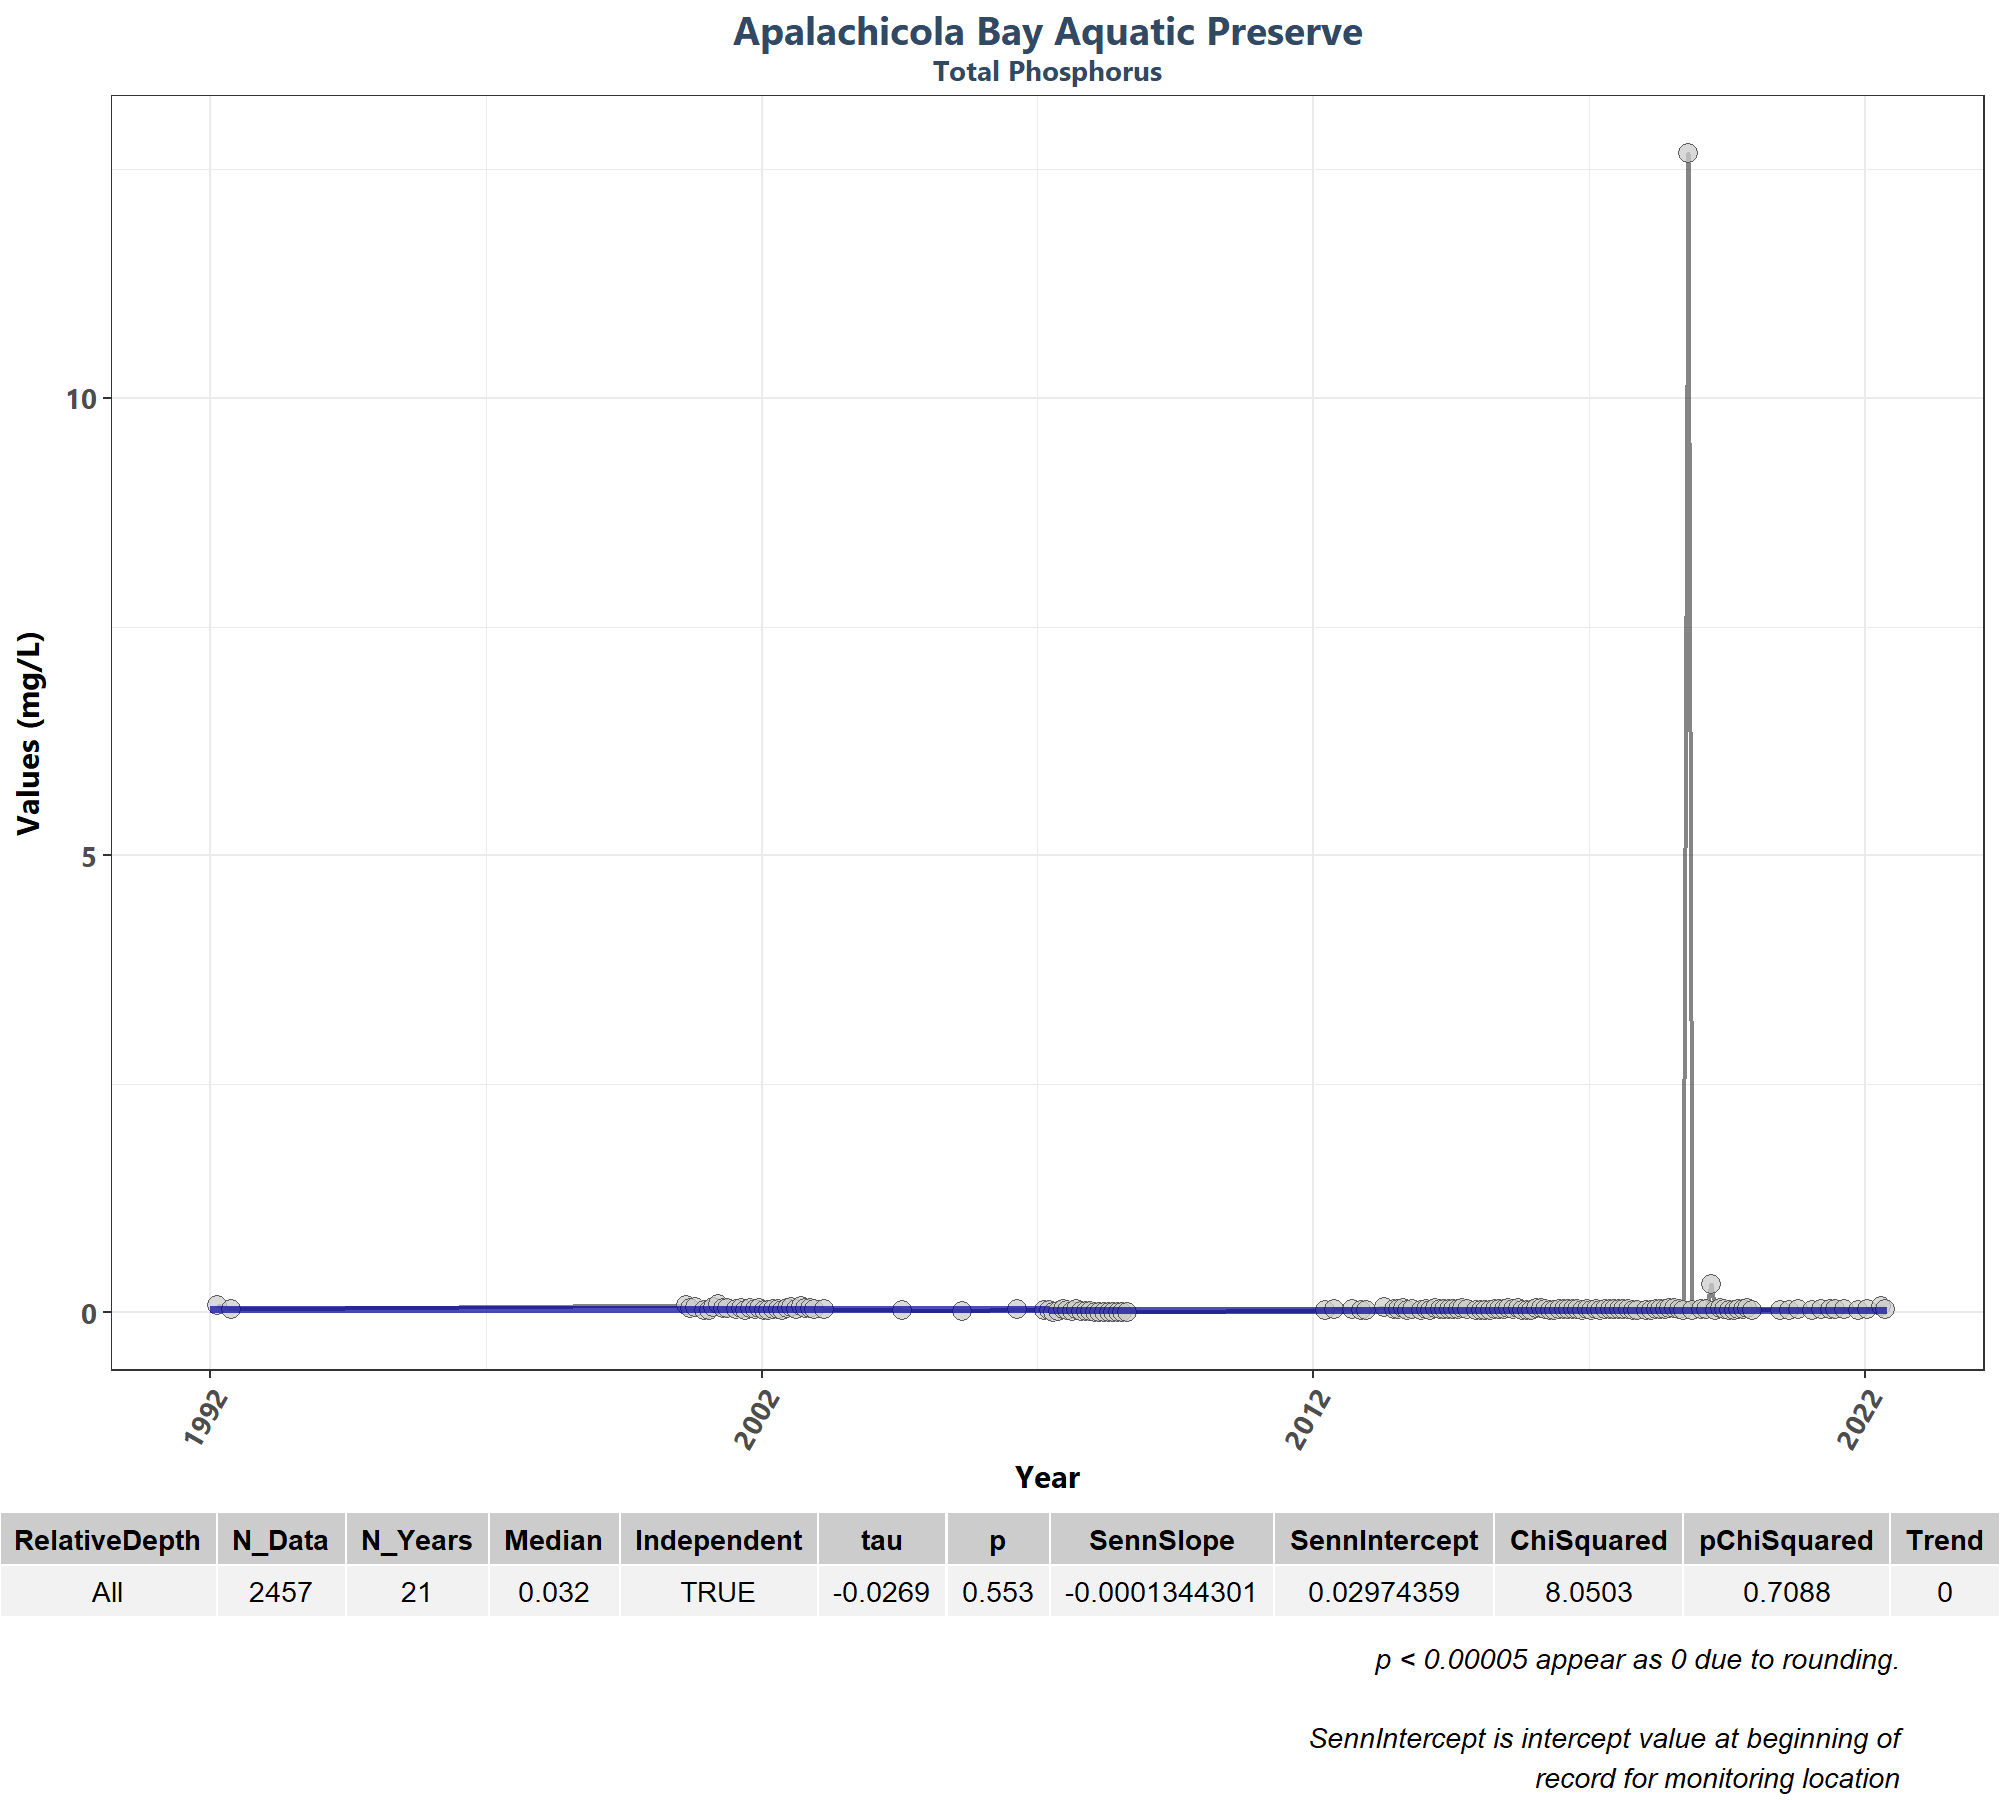 Apalachicola Bay Aquatic Preserve
Total Phosphorus
Values (mg/L)
10
5
0
1992
2002
2012
2022
Year
RelativeDepth N_Data N_Years Median Independent tau p SennSlope SennIntercept ChiSquared pChiSquared Trend
All 2457 21 0.032 TRUE -0.0269 0.553 -0.0001344301 0.02974359 8.0503 0.7088 0
p < 0.00005 appear as 0 due to rounding.
SennIntercept is intercept value at beginning of
record for monitoring location